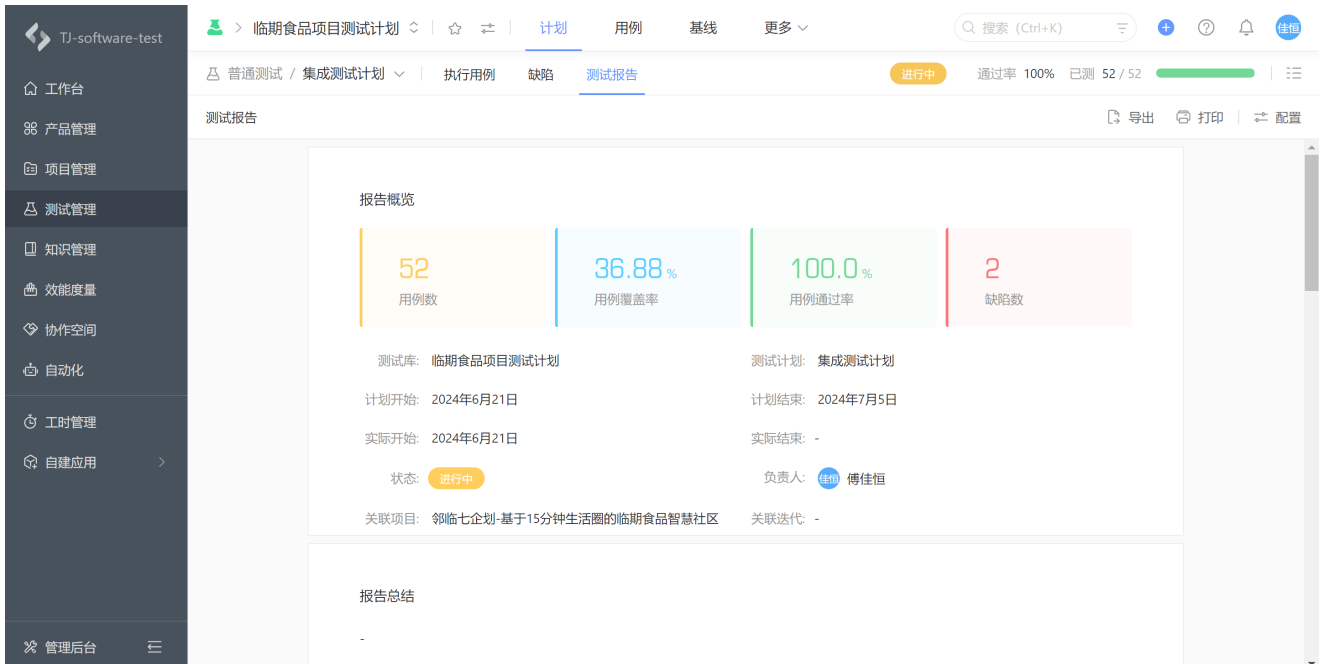 TJ-software-test
临期食品项目测试计划
计划
用例
基线
更多
搜索 (Ctrl+K)
佳恒
普通测试 / 集成测试计划
执行用例
缺陷
测试报告
进行中
通过率 100%
已测 52 / 52
测试报告
导出
打印
配置
工作台
产品管理
项目管理
测试管理
知识管理
效能度量
协作空间
自动化
工时管理
自建应用
管理后台
报告概览
52
用例数
36.88 %
用例覆盖率
100.0 %
用例通过率
2
缺陷数
测试库: 临期食品项目测试计划
测试计划: 集成测试计划
计划开始: 2024年6月21日
计划结束: 2024年7月5日
实际开始: 2024年6月21日
实际结束: -
状态: 进行中
负责人: 佳恒 傅佳恒
关联项目: 邻临七企划-基于15分钟生活圈的临期食品智慧社区
关联迭代: -
报告总结
-